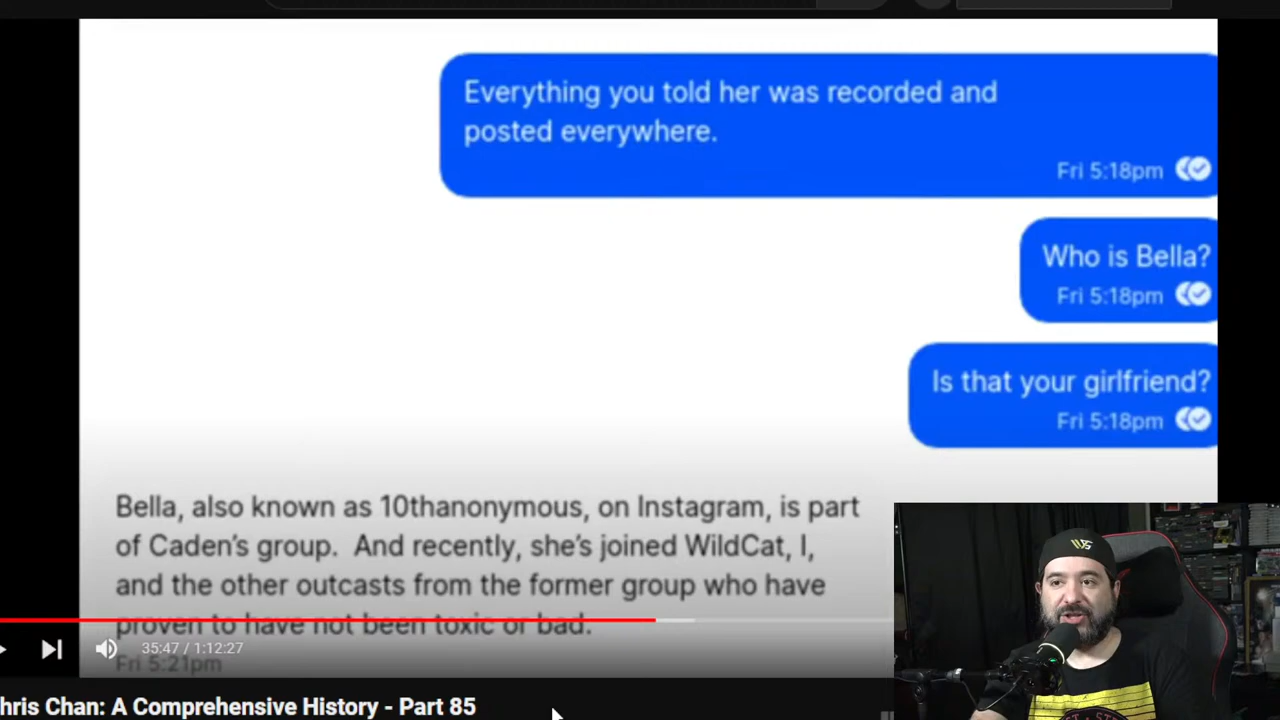 Everything you told her was recorded and
posted everywhere.
Fri 5:18pm
Who is Bella?
Fri 5:18pm
Is that your girlfriend?
Fri 5:18pm
Bella, also known as 10thanonymous, on Instagram, is part
of Caden's group. And recently, she's joined WildCat, I,
and the other outcasts from the former group who have
proven to have not been toxic or bad.
35:47 / 1:12:27
Fri 5:21pm
hris Chan: A Comprehensive History - Part 85